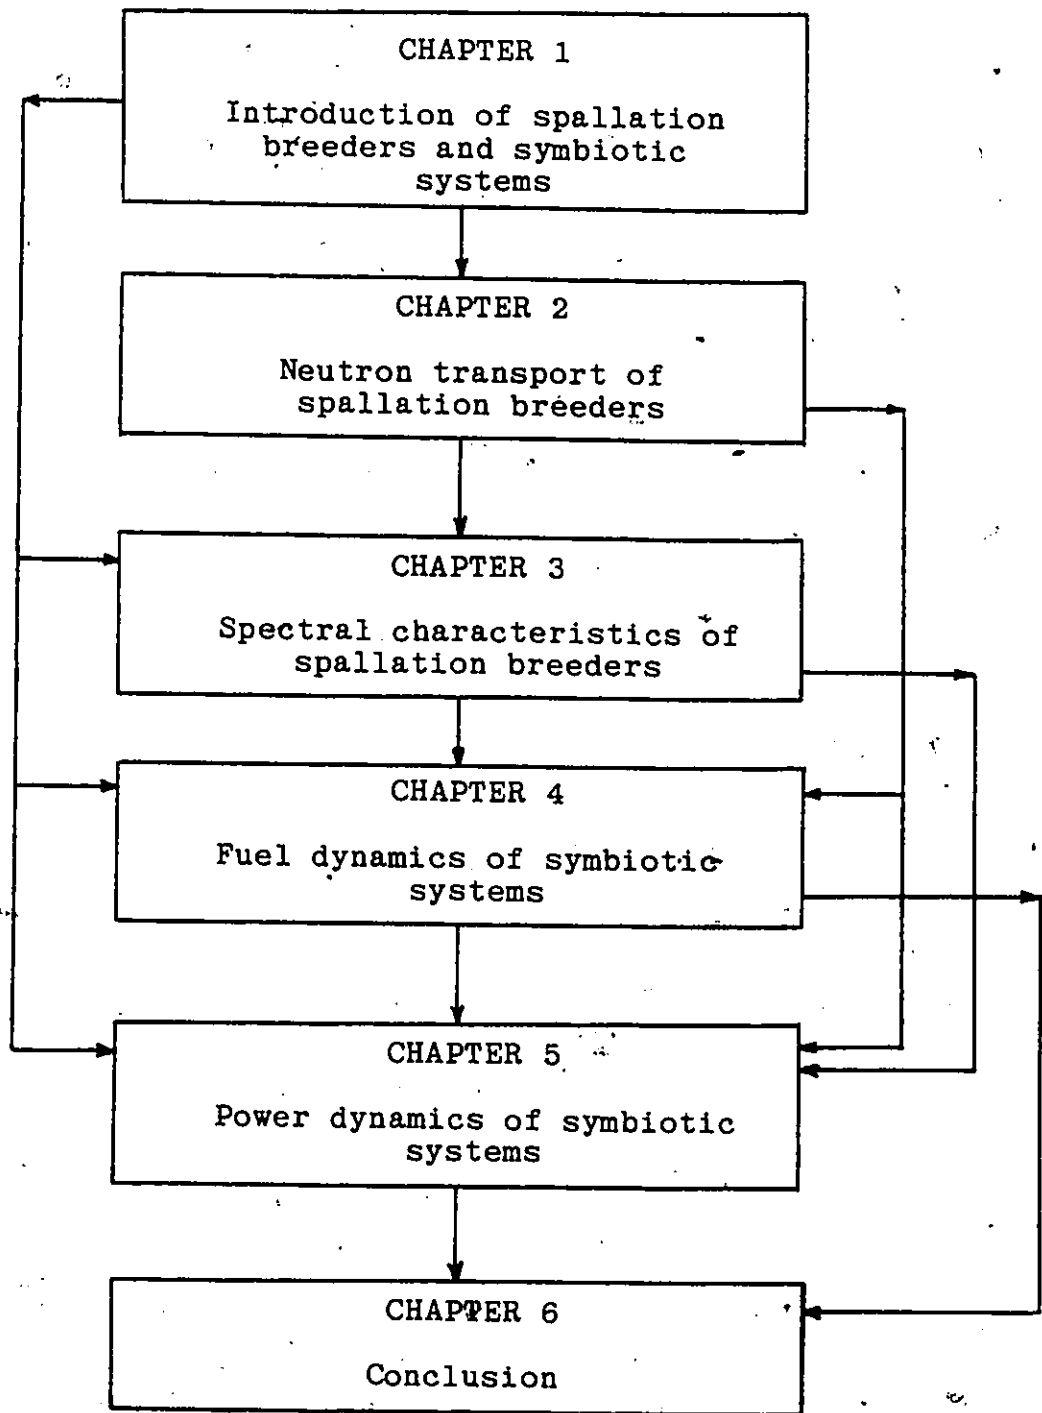 CHAPTER 1
Introduction of spallation
breeders and symbiotic
systems
CHAPTER 2
Neutron transport of
spallation breeders
CHAPTER 3
Spectral characteristics of
spallation breeders
CHAPTER 4
Fuel dynamics of symbiotic
systems
CHAPTER 5
Power dynamics of symbiotic
systems
CHAPTER 6
Conclusion